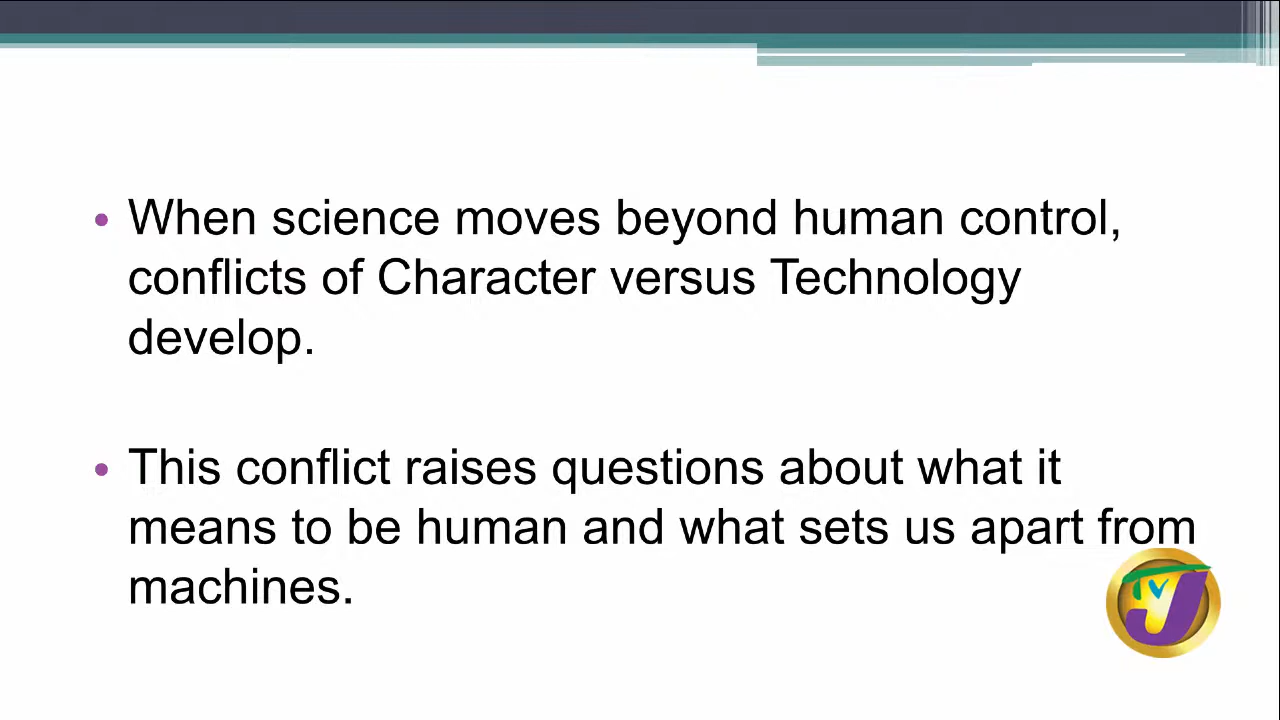 • When science moves beyond human control,
conflicts of Character versus Technology
develop.
• This conflict raises questions about what it
means to be human and what sets us apart from
machines.
TVJ